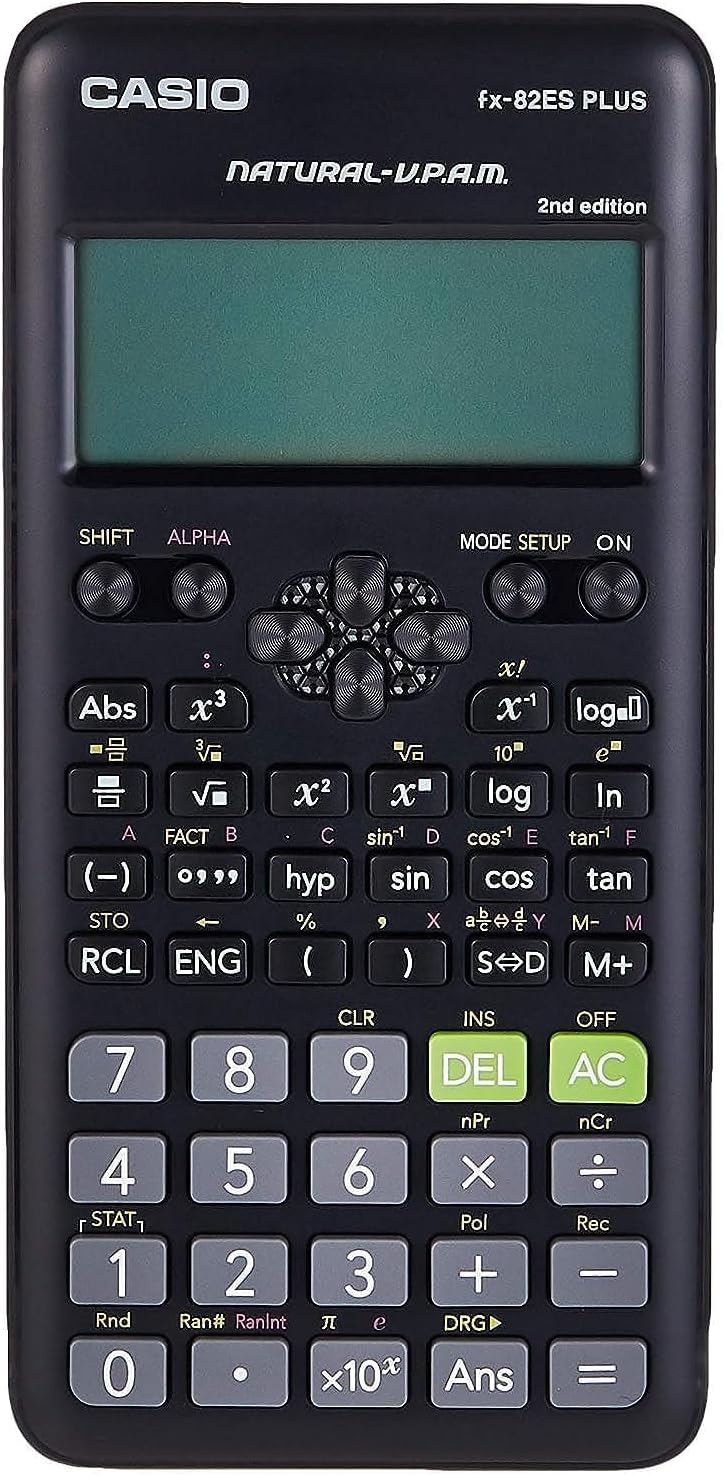 CASIO fx-82ES PLUS
NATURAL-V.P.A.M.
2nd edition
SHIFT ALPHA MODE SETUP ON
: x!
Abs x³ x⁻¹ log▪▯
▪▤ ³√▪ ▪√▫ 10▪ e▪
√▪ x² x▪ log ln
A FACT B C sin⁻¹ D cos⁻¹ E tan⁻¹ F
(−) °,,, hyp sin cos tan
STO ← % , X a b/c⇔d/c Y M− M
RCL ENG ( ) S⇔D M+
CLR INS OFF
7 8 9 DEL AC
nPr nCr
4 5 6 × ÷
STAT Pol Rec
1 2 3 + −
Rnd Ran# RanInt π e DRG▶
0 • ×10ˣ Ans =